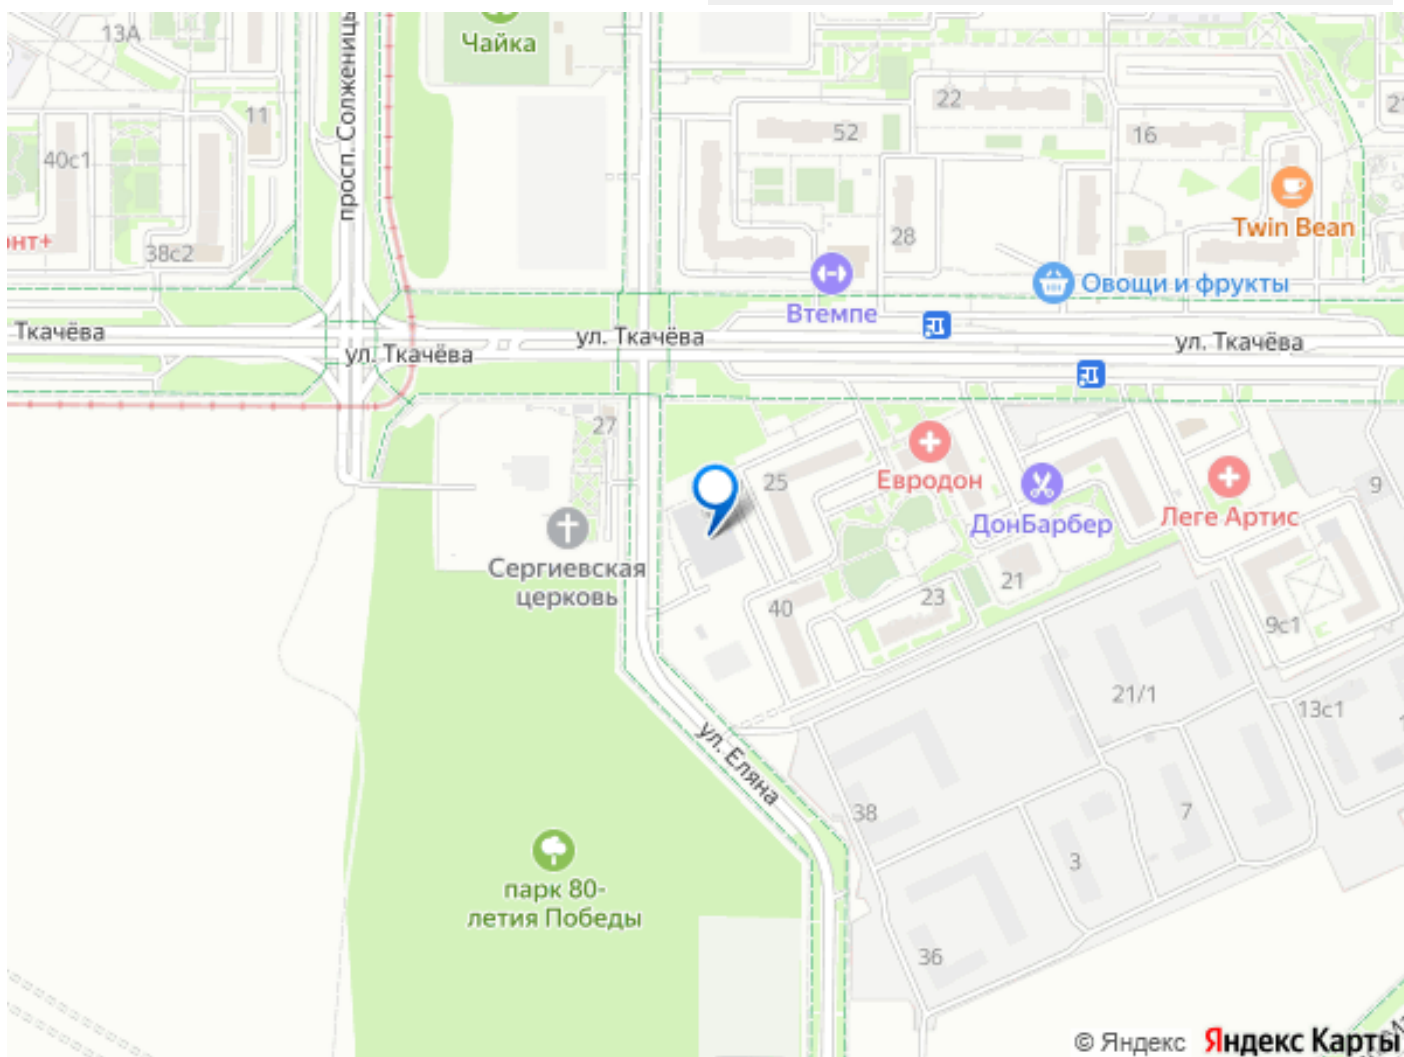 13А
просп. Солженицы
Чайка
11
22
52
16
21
40с1
Twin Bean
нт+
38с2
28
Втемпе
Овощи и фрукты
Ткачёва
ул. Ткачёва
ул. Ткачёва
ул. Ткачёва
27
25
Евродон
ДонБарбер
Леге Артис
9
Сергиевская
церковь
40
23
21
9с1
21/1
13с1
ул. Еляна
38
7
3
парк 80-
летия Победы
36
© Яндекс Яндекс Карты